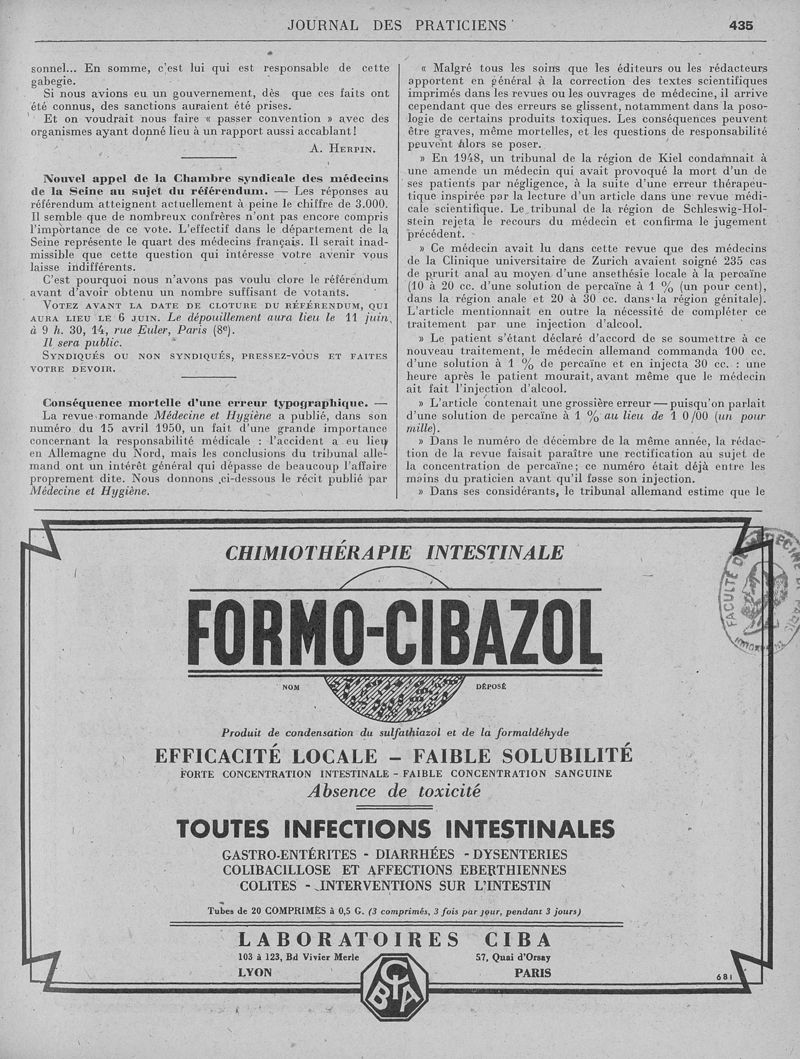 JOURNAL DES PRATICIENS
435
sonnel... En somme, c'est lui qui est responsable de cette
gabegie.
Si nous avions eu un gouvernement, dès que ces faits ont
été connus, des sanctions auraient été prises.
Et on voudrait nous faire « passer convention » avec des
organismes ayant donné lieu à un rapport aussi accablant!
A. HERPIN.
Nouvel appel de la Chambre syndicale des médecins
de la Seine au sujet du référendum. — Les réponses au
référendum atteignent actuellement à peine le chiffre de 3.000.
Il semble que de nombreux confrères n'ont pas encore compris
l'importance de ce vote. L'effectif dans le département de la
Seine représente le quart des médecins français. Il serait inad-
missible que cette question qui intéresse votre avenir vous
laisse indifférents.
C'est pourquoi nous n'avons pas voulu clore le référendum
avant d'avoir obtenu un nombre suffisant de votants.
VOTEZ AVANT LA DATE DE CLOTURE DU RÉFÉRENDUM, QUI
AURA LIEU LE 6 JUIN. Le dépouillement aura lieu le 11 juin,
à 9 h. 30, 14, rue Euler, Paris (8e).
Il sera public.
SYNDIQUÉS OU NON SYNDIQUÉS, PRESSEZ-VOUS ET FAITES
VOTRE DEVOIR.
Conséquence mortelle d'une erreur typographique. —
La revue romande Médecine et Hygiène a publié, dans son
numéro du 15 avril 1950, un fait d'une grande importance
concernant la responsabilité médicale : l'accident a eu lieu
en Allemagne du Nord, mais les conclusions du tribunal alle-
mand ont un intérêt général qui dépasse de beaucoup l'affaire
proprement dite. Nous donnons ci-dessous le récit publié par
Médecine et Hygiène.
« Malgré tous les soins que les éditeurs ou les rédacteurs
apportent en général à la correction des textes scientifiques
imprimés dans les revues ou les ouvrages de médecine, il arrive
cependant que des erreurs se glissent, notamment dans la poso-
logie de certains produits toxiques. Les conséquences peuvent
être graves, même mortelles, et les questions de responsabilité
peuvent alors se poser.
» En 1948, un tribunal de la région de Kiel condamnait à
une amende un médecin qui avait provoqué la mort d'un de
ses patients par négligence, à la suite d'une erreur thérapeu-
tique inspirée par la lecture d'un article dans une revue médi-
cale scientifique. Le tribunal de la région de Schleswig-Hol-
stein rejeta le recours du médecin et confirma le jugement
précédent.
» Ce médecin avait lu dans cette revue que des médecins
de la Clinique universitaire de Zurich avaient soigné 235 cas
de prurit anal au moyen d'une anesthésie locale à la percaïne
(10 à 20 cc. d'une solution de percaïne à 1 % (un pour cent),
dans la région anale et 20 à 30 cc. dans la région génitale).
L'article mentionnait en outre la nécessité de compléter ce
traitement par une injection d'alcool.
» Le patient s'étant déclaré d'accord de se soumettre à ce
nouveau traitement, le médecin allemand commanda 100 cc.
d'une solution à 1 % de percaïne et en injecta 30 cc. : une
heure après le patient mourait, avant même que le médecin
ait fait l'injection d'alcool.
» L'article contenait une grossière erreur — puisqu'on parlait
d'une solution de percaïne à 1 % au lieu de 1 0/00 (un pour
mille).
» Dans le numéro de décembre de la même année, la rédac-
tion de la revue faisait paraître une rectification au sujet de
la concentration de percaïne; ce numéro était déjà entre les
mains du praticien avant qu'il fasse son injection.
» Dans ses considérants, le tribunal allemand estime que le
CHIMIOTHÉRAPIE INTESTINALE
FORMO-CIBAZOL
NOM DÉPOSÉ
Produit de condensation du sulfathiazol et de la formaldéhyde
EFFICACITÉ LOCALE – FAIBLE SOLUBILITÉ
FORTE CONCENTRATION INTESTINALE - FAIBLE CONCENTRATION SANGUINE
Absence de toxicité
TOUTES INFECTIONS INTESTINALES
GASTRO-ENTÉRITES - DIARRHÉES - DYSENTERIES
COLIBACILLOSE ET AFFECTIONS EBERTHIENNES
COLITES - INTERVENTIONS SUR L'INTESTIN
Tubes de 20 COMPRIMÉS à 0,5 G. (3 comprimés, 3 fois par jour, pendant 3 jours)
LABORATOIRES CIBA
103 à 123, Bd Vivier Merle
57, Quai d'Orsay
LYON
PARIS
CIBA
681
FACULTÉ DE MÉDECINE